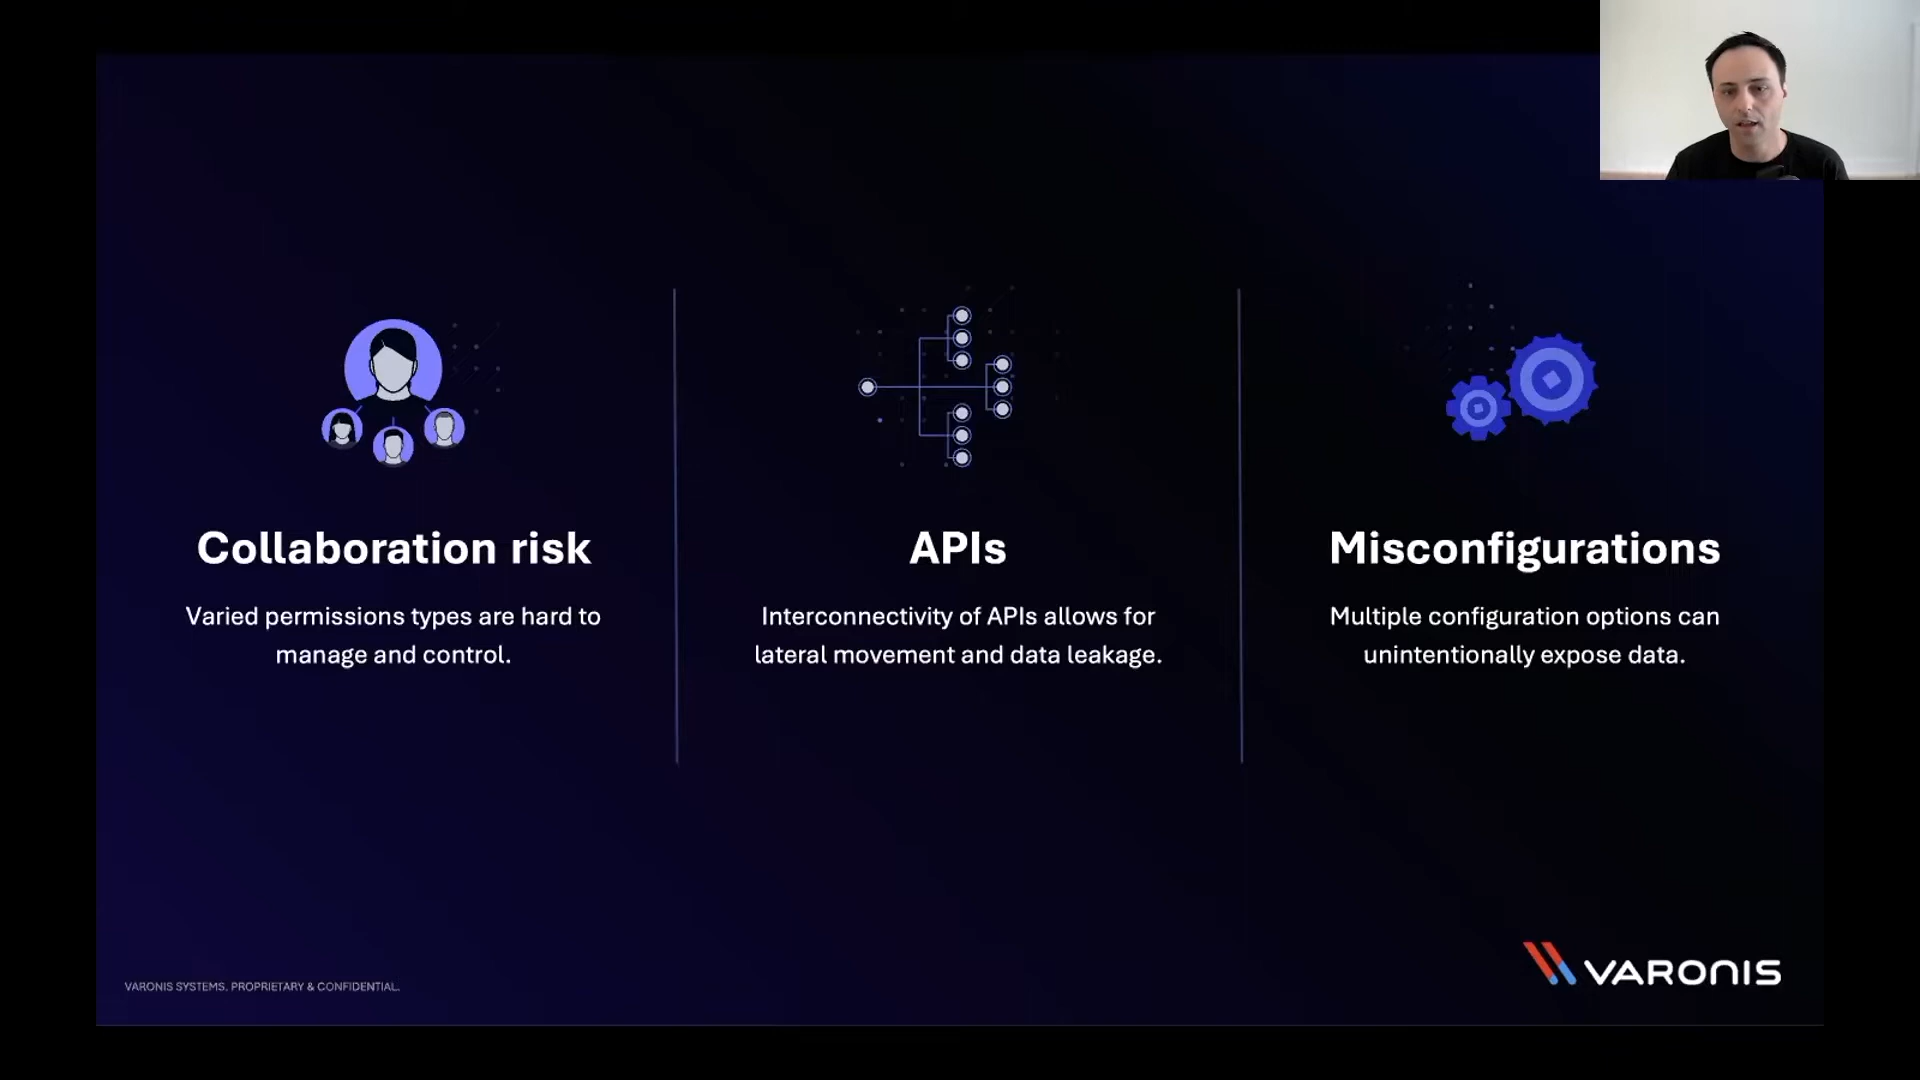 Collaboration risk
Varied permissions types are hard to
manage and control.
APIs
Interconnectivity of APIs allows for
lateral movement and data leakage.
Misconfigurations
Multiple configuration options can
unintentionally expose data.
VARONIS SYSTEMS. PROPRIETARY & CONFIDENTIAL.
VARONIS